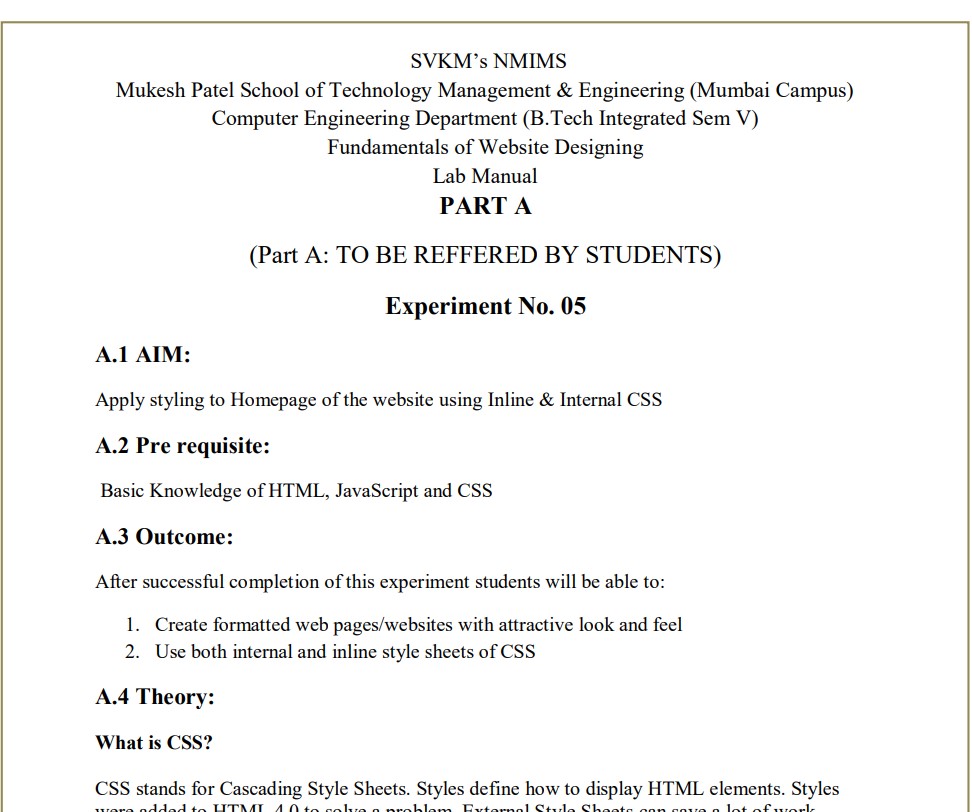 SVKM’s NMIMS
Mukesh Patel School of Technology Management & Engineering (Mumbai Campus)
Computer Engineering Department (B.Tech Integrated Sem V)
Fundamentals of Website Designing
Lab Manual
PART A
(Part A: TO BE REFFERED BY STUDENTS)
Experiment No. 05
A.1 AIM:
Apply styling to Homepage of the website using Inline & Internal CSS
A.2 Pre requisite:
Basic Knowledge of HTML, JavaScript and CSS
A.3 Outcome:
After successful completion of this experiment students will be able to:
1. Create formatted web pages/websites with attractive look and feel
2. Use both internal and inline style sheets of CSS
A.4 Theory:
What is CSS?
CSS stands for Cascading Style Sheets. Styles define how to display HTML elements. Styles
were added to HTML 4.0 to solve a problem. External Style Sheets can save a lot of work